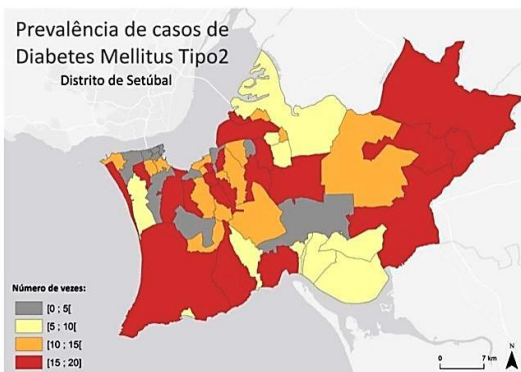 Prevalência de casos de
Diabetes Mellitus Tipo2
Distrito de Setúbal
Número de vezes:
[0 ; 5[
[5 ; 10[
[10 ; 15[
[15 ; 20]
0 7 km
N